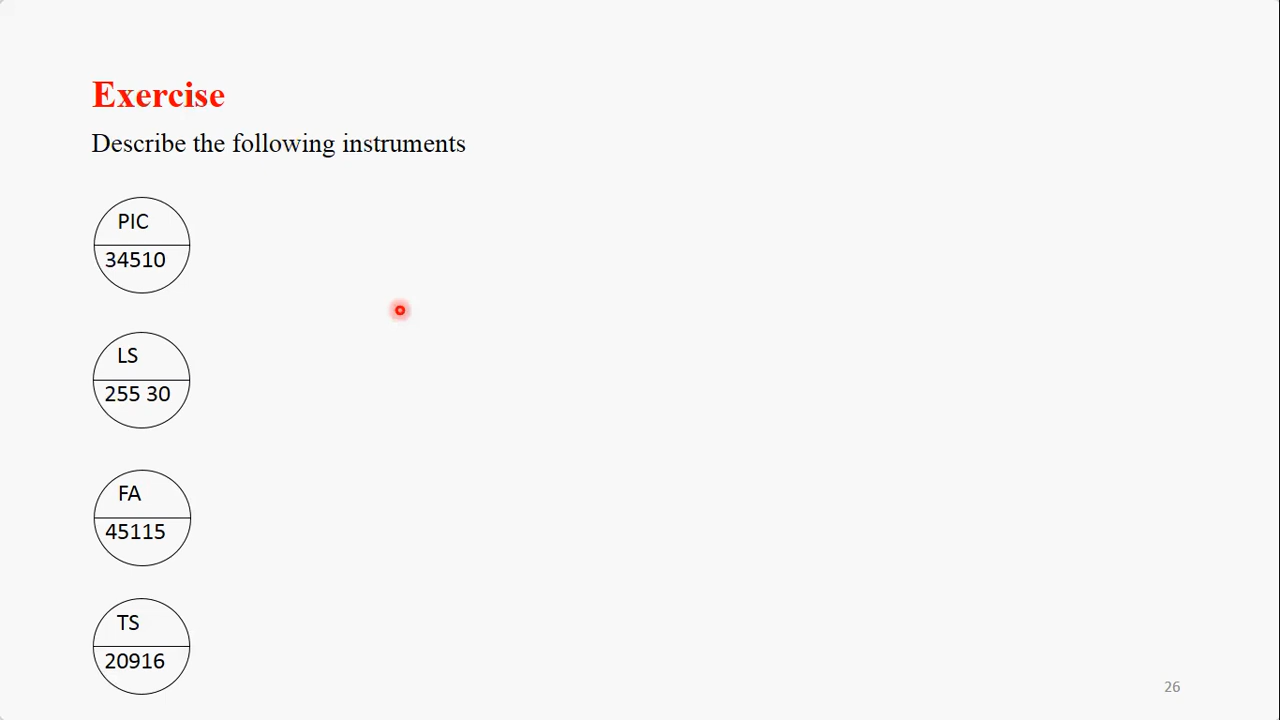 Exercise
Describe the following instruments
PIC
34510
LS
255 30
FA
45115
TS
20916
26